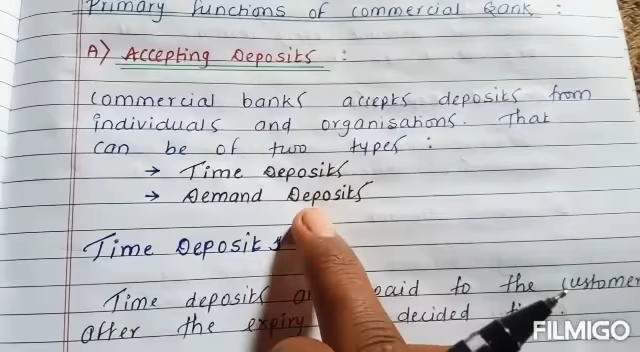 Primary functions of commercial Bank :
A) Accepting Deposits :
commercial banks accepts deposits from
individuals and organisations. That
can be of two types :
→ Time Deposits
→ Demand Deposits
Time Deposits
Time deposits paid to the customer
after the expiry decided
FILMIGO